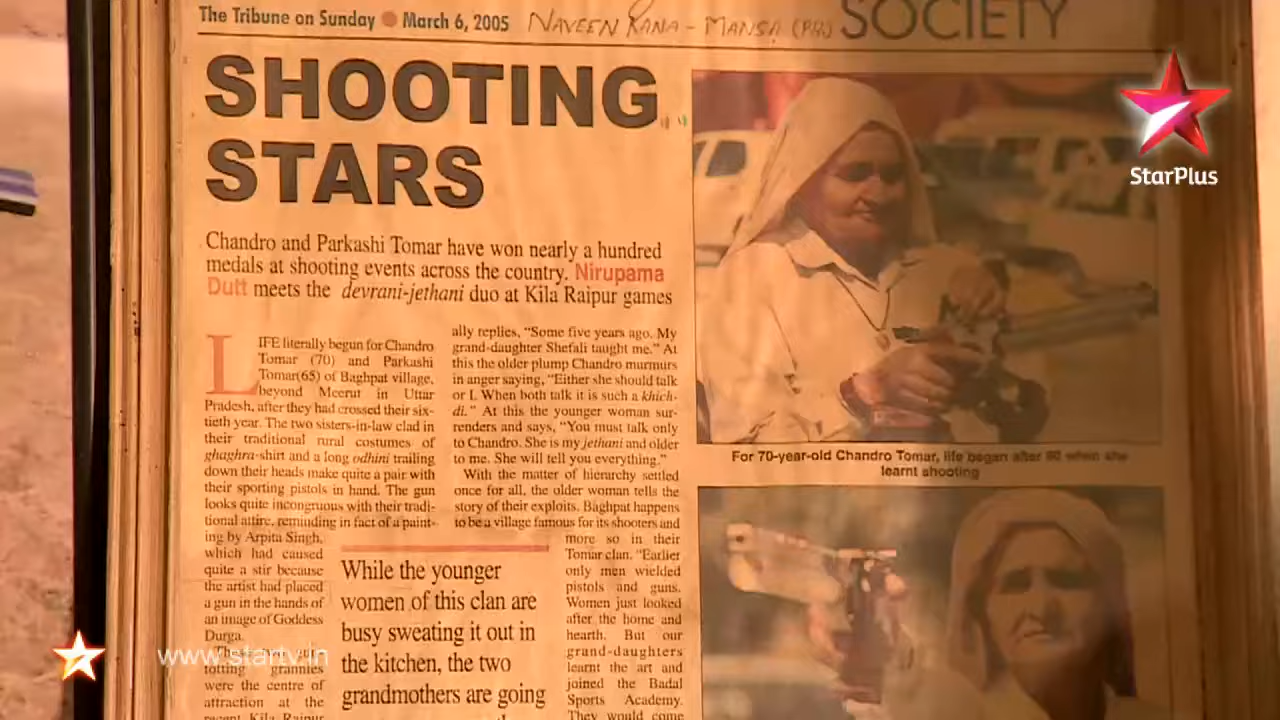 The Tribune on Sunday ● March 6, 2005
NAVEEN RANA - MANSA (PB)
SOCIETY
SHOOTING
STARS
Chandro and Parkashi Tomar have won nearly a hundred
medals at shooting events across the country. Nirupama
Dutt meets the devrani-jethani duo at Kila Raipur games
LIFE literally begun for Chandro
Tomar (70) and Parkashi
Tomar(65) of Baghpat village,
beyond Meerut in Uttar
Pradesh, after they had crossed their six-
tieth year. The two sisters-in-law clad in
their traditional rural costumes of
ghaghra-shirt and a long odhini trailing
down their heads make quite a pair with
their sporting pistols in hand. The gun
looks quite incongruous with their tradi-
tional attire, reminding in fact of a paint-
ing by Arpita Singh,
which had caused
quite a stir because
the artist had placed
a gun in the hands of
an image of Goddess
Durga.
totting grannies
were the centre of
attraction at the
recent Kila Raipur
While the younger
women of this clan are
busy sweating it out in
the kitchen, the two
grandmothers are going
ally replies, “Some five years ago. My
grand-daughter Shefali taught me.” At
this the older plump Chandro murmurs
in anger saying, “Either she should talk
or I. When both talk it is such a khich-
di.” At this the younger woman sur-
renders and says, “You must talk only
to Chandro. She is my jethani and older
to me. She will tell you everything.”
With the matter of hierarchy settled
once for all, the older woman tells the
story of their exploits. Baghpat happens
to be a village famous for its shooters and
more so in their
Tomar clan. “Earlier
only men wielded
pistols and guns.
Women just looked
after the home and
hearth. But our
grand-daughters
learnt the art and
joined the Badal
Sports Academy.
They would come
For 70-year-old Chandro Tomar, life began after 60 when she
learnt shooting
StarPlus
www.startv.in